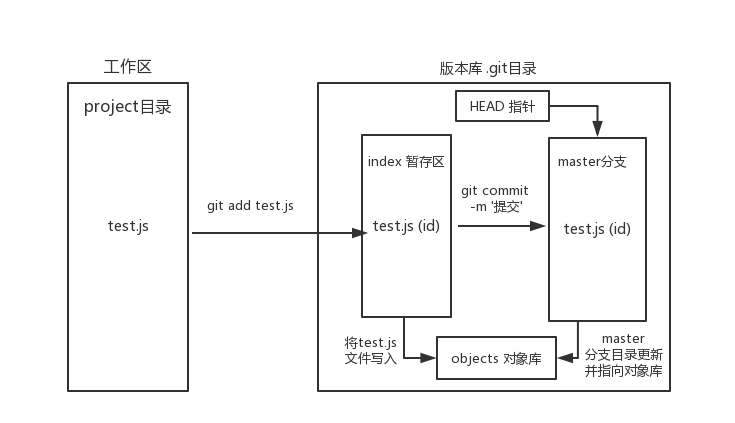 工作区
project目录
test.js
git add test.js
版本库 .git目录
HEAD 指针
index 暂存区
test.js (id)
git commit
-m '提交'
master分支
test.js (id)
将test.js
文件写入
objects 对象库
master
分支目录更新
并指向对象库